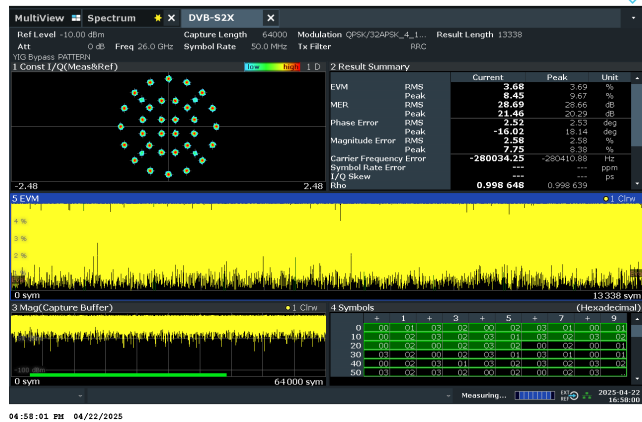 MultiView Spectrum DVB-S2X
Ref Level -10.00 dBm Capture Length 64000 Modulation QPSK/32APSK_4_1... Result Length 13338
Att 0 dB Freq 26.0 GHz Symbol Rate 50.0 MHz Tx Filter RRC
YIG Bypass PATTERN
1 Const I/Q(Meas&Ref) low high 1 D
-2.48 2.48
2 Result Summary
Current Peak Unit
EVM RMS 3.68 3.69 %
Peak 8.45 9.67 %
MER RMS 28.69 28.66 dB
Peak 21.46 20.29 dB
Phase Error RMS 2.52 2.53 deg
Peak -16.02 18.14 deg
Magnitude Error RMS 2.58 2.58 %
Peak 7.75 8.38 %
Carrier Frequency Error -280034.25 -280410.88 Hz
Symbol Rate Error --- --- ppm
I/Q Skew --- --- ps
Rho 0.998 648 0.998 639
5 EVM 1 Clrw
4 %
3 %
2 %
0 sym 13338 sym
3 Mag(Capture Buffer) 1 Clrw
-100 dBm
0 sym 64000 sym
4 Symbols (Hexadecimal)
+ 1 + 3 + 5 + 7 + 9
0 00 01 03 02 00 02 03 01 00 01
10 00 02 03 02 03 01 03 02 03 02
20 00 02 00 02 00 02 00 02 00 01
30 03 02 00 01 03 01 03 01 00 01
40 00 01 03 02 00 01 03 02 03 02
50 03 02 03 02 00 02 03 02 03 ...
Measuring... EXT REF 2025-04-22
16:58:00
04:58:01 PM 04/22/2025